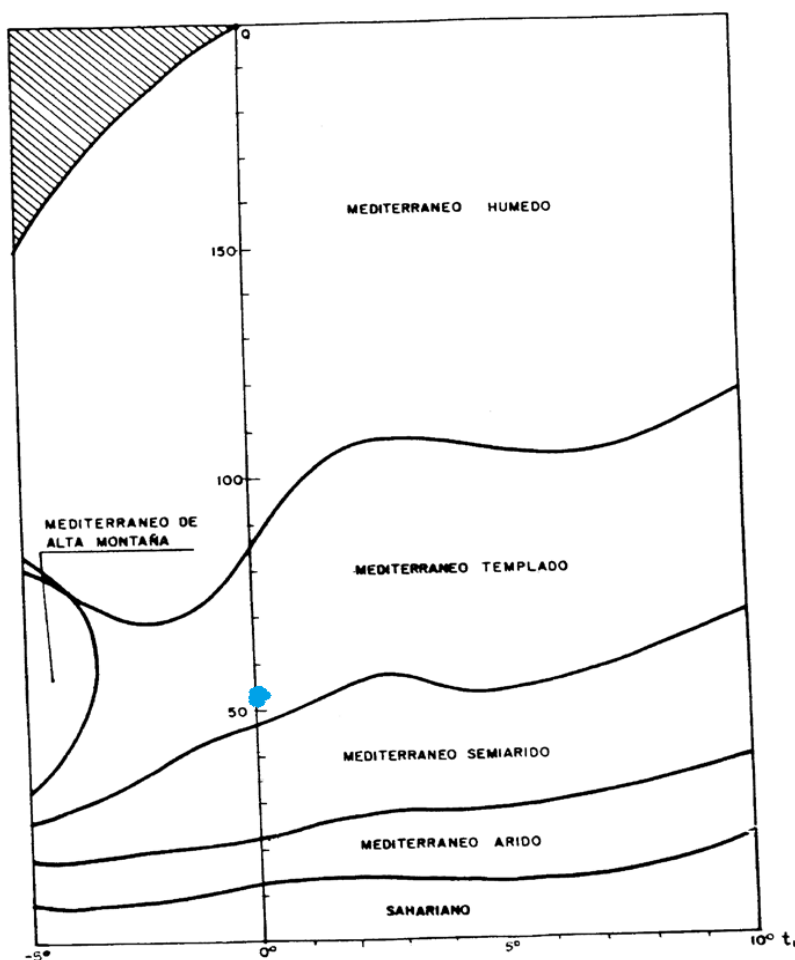 Q
MEDITERRANEO HUMEDO
150
100
MEDITERRANEO DE
ALTA MONTAÑA
MEDITERRANEO TEMPLADO
50
MEDITERRANEO SEMIARIDO
MEDITERRANEO ARIDO
SAHARIANO
-5° 0° 5° 10° t